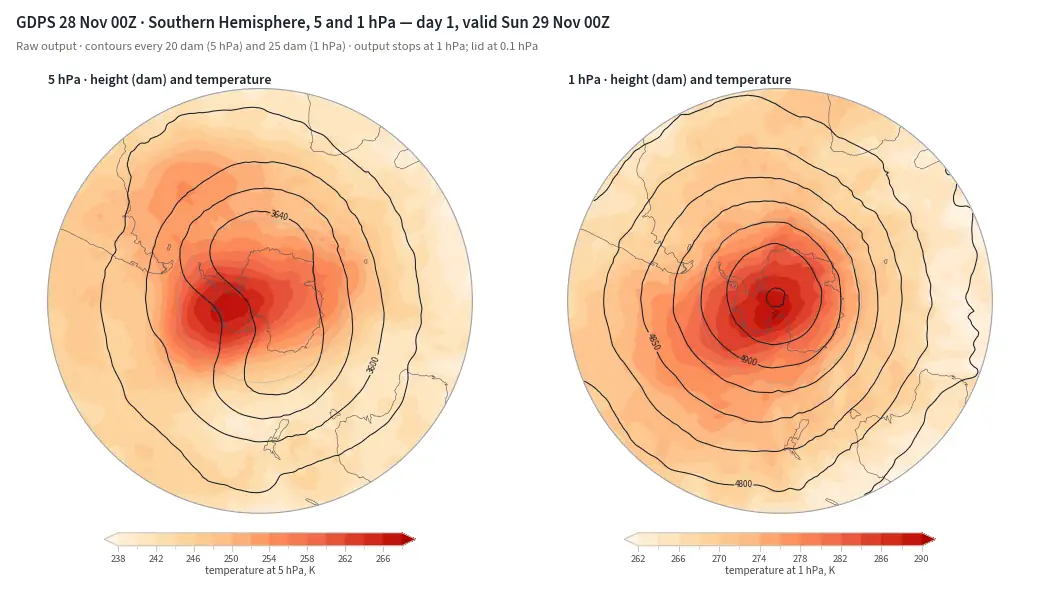 GDPS 28 Nov 00Z · Southern Hemisphere, 5 and 1 hPa — day 1, valid Sun 29 Nov 00Z
Raw output · contours every 20 dam (5 hPa) and 25 dam (1 hPa) · output stops at 1 hPa; lid at 0.1 hPa
5 hPa · height (dam) and temperature
1 hPa · height (dam) and temperature
3640
3600
4850
4900
4800
238 242 246 250 254 258 262 266
temperature at 5 hPa, K
262 266 270 274 278 282 286 290
temperature at 1 hPa, K